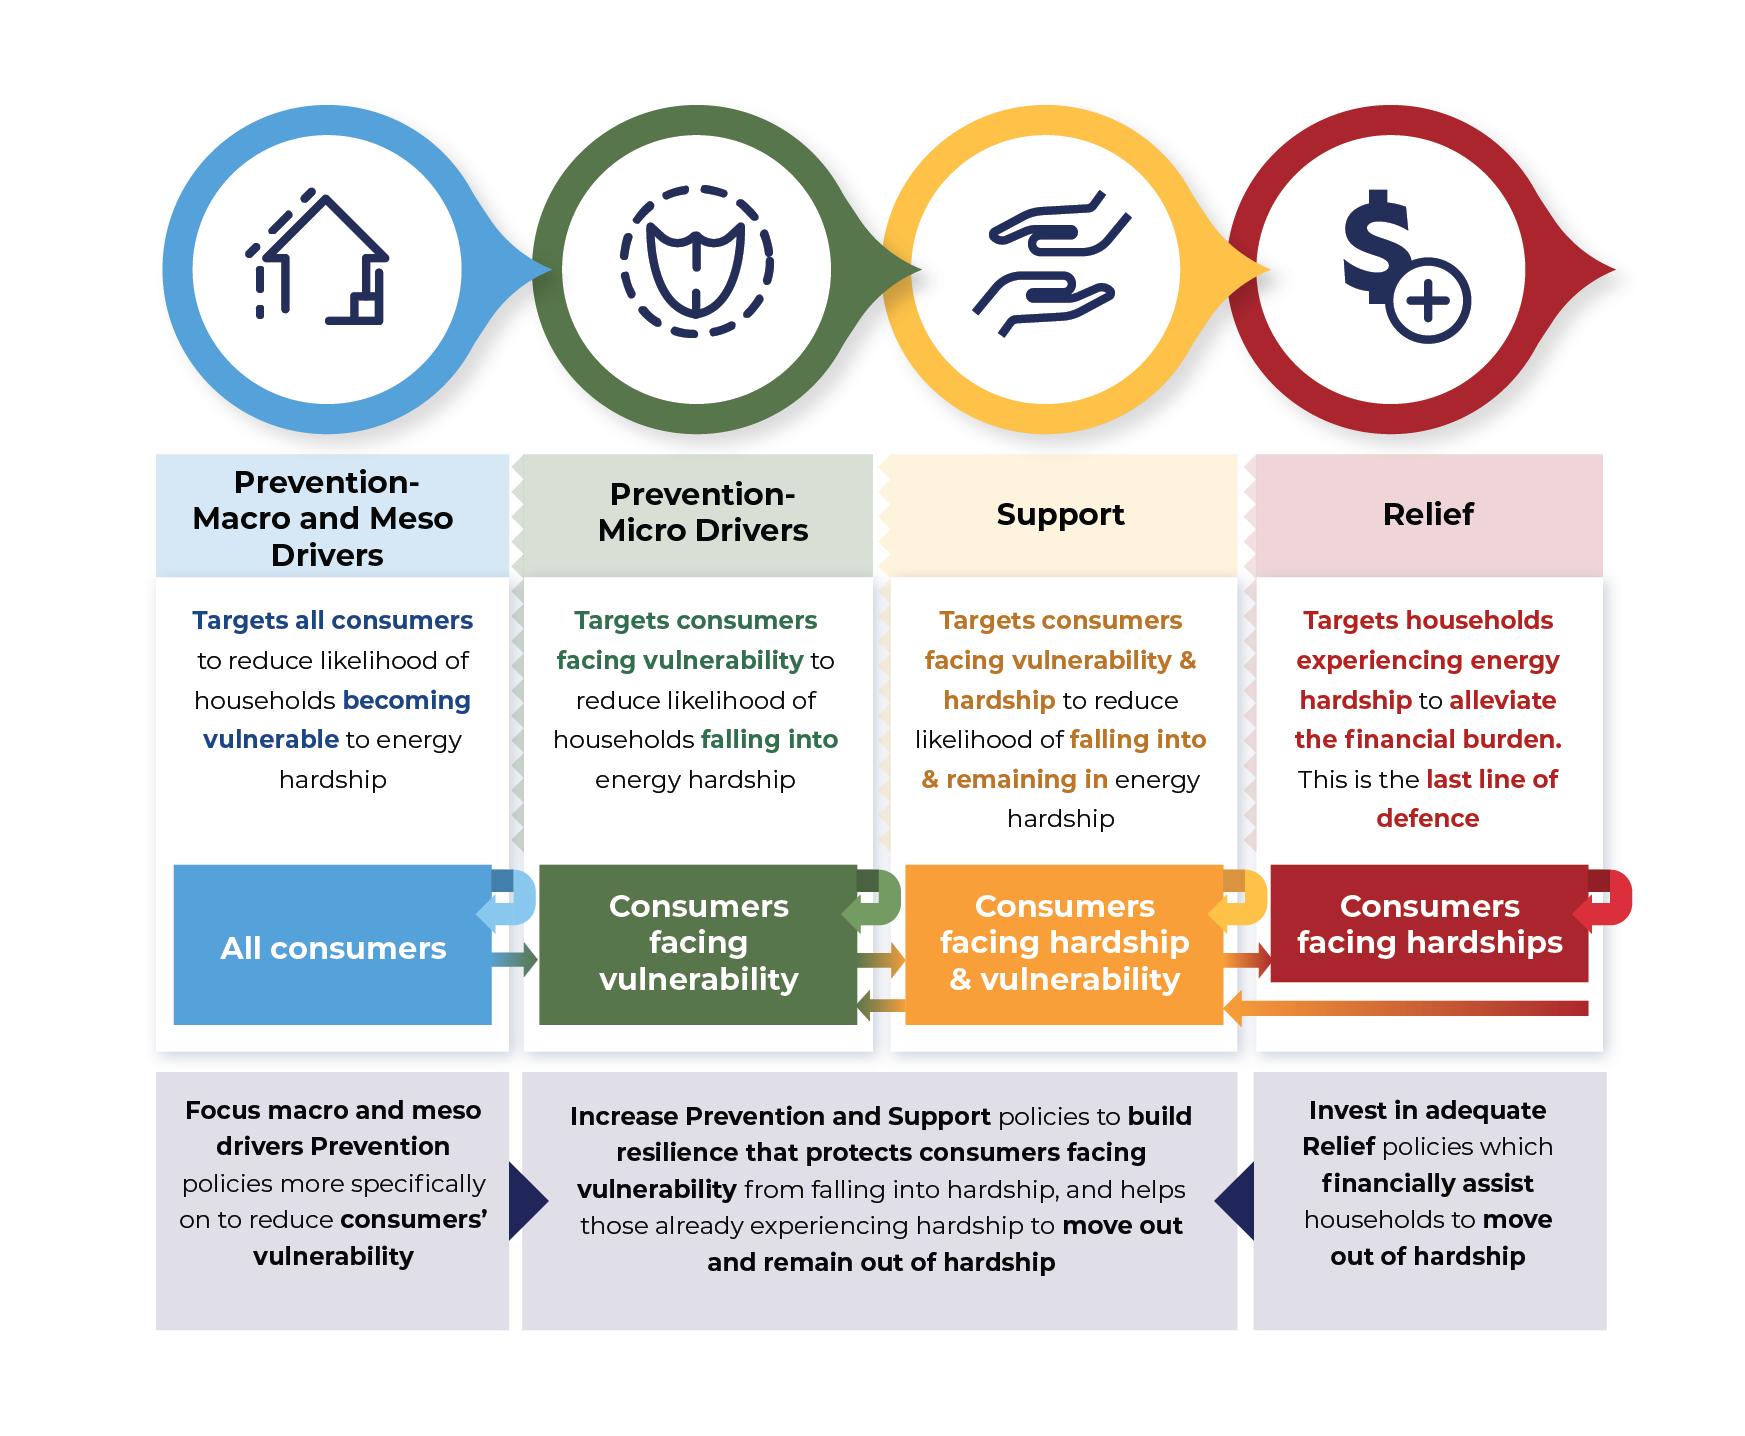 Prevention-
Macro and Meso
Drivers
Prevention-
Micro Drivers
Support
Relief
Targets all consumers
to reduce likelihood of
households becoming
vulnerable to energy
hardship
Targets consumers
facing vulnerability to
reduce likelihood of
households falling into
energy hardship
Targets consumers
facing vulnerability &
hardship to reduce
likelihood of falling into
& remaining in energy
hardship
Targets households
experiencing energy
hardship to alleviate
the financial burden.
This is the last line of
defence
All consumers
Consumers
facing
vulnerability
Consumers
facing hardship
& vulnerability
Consumers
facing hardships
Focus macro and meso
drivers Prevention
policies more specifically
on to reduce consumers’
vulnerability
Increase Prevention and Support policies to build
resilience that protects consumers facing
vulnerability from falling into hardship, and helps
those already experiencing hardship to move out
and remain out of hardship
Invest in adequate
Relief policies which
financially assist
households to move
out of hardship